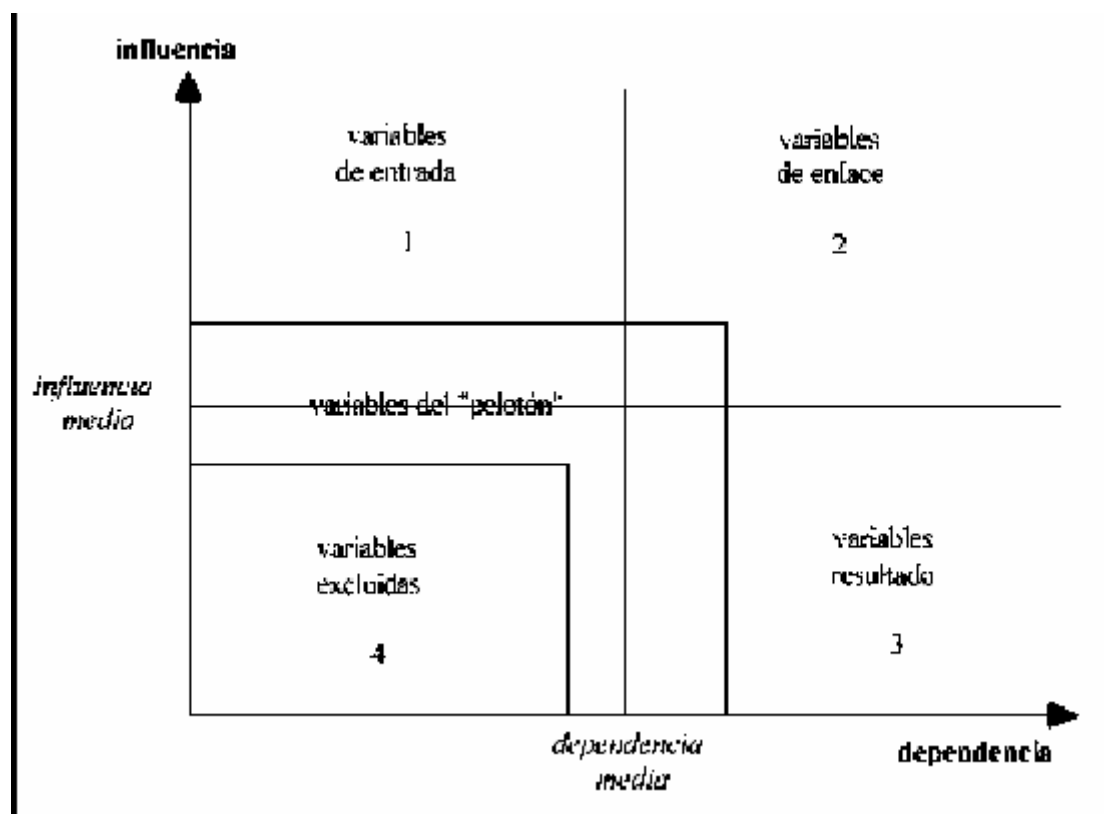 influencia
variables
de entrada
1
variables
de enlace
2
influencia
media
variables del "pelotón"
variables
excluidas
4
variables
resultado
3
dependencia
media
dependencia